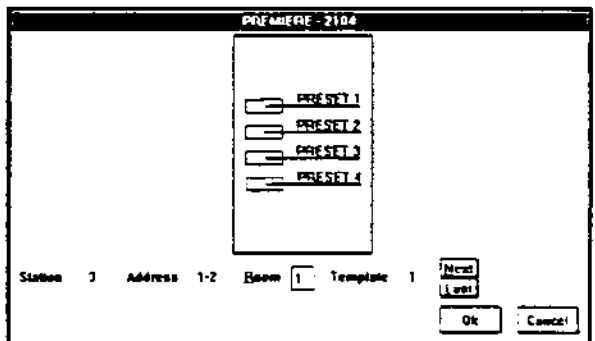 PREMIERE - 2104
PRESET 1
PRESET 2
PRESET 3
PRESET 4
Station 3 Address 1-2 Room 1 Template 1
Next
Last
Ok Cancel